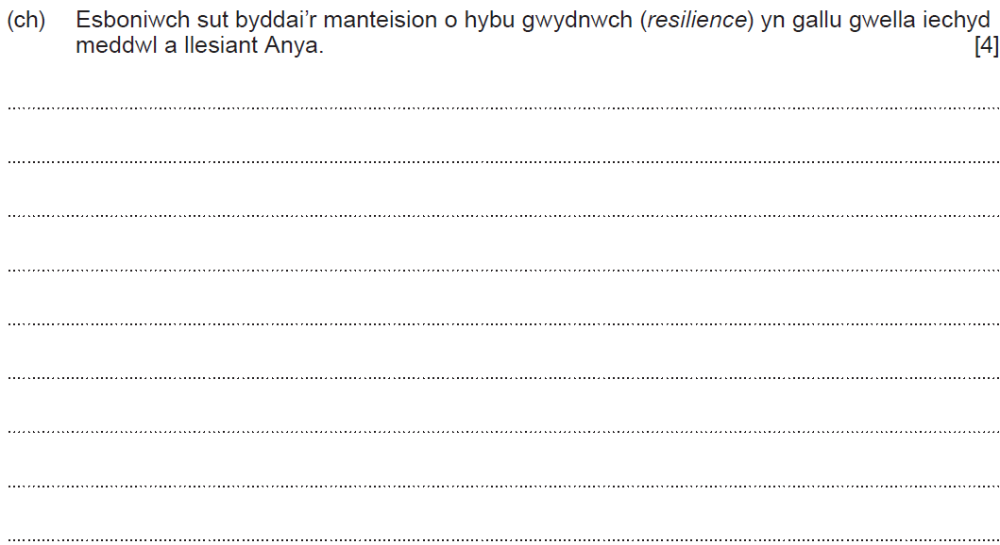 (ch) Esboniwch sut byddai’r manteision o hybu gwydnwch (resilience) yn gallu gwella iechyd
meddwl a llesiant Anya. [4]